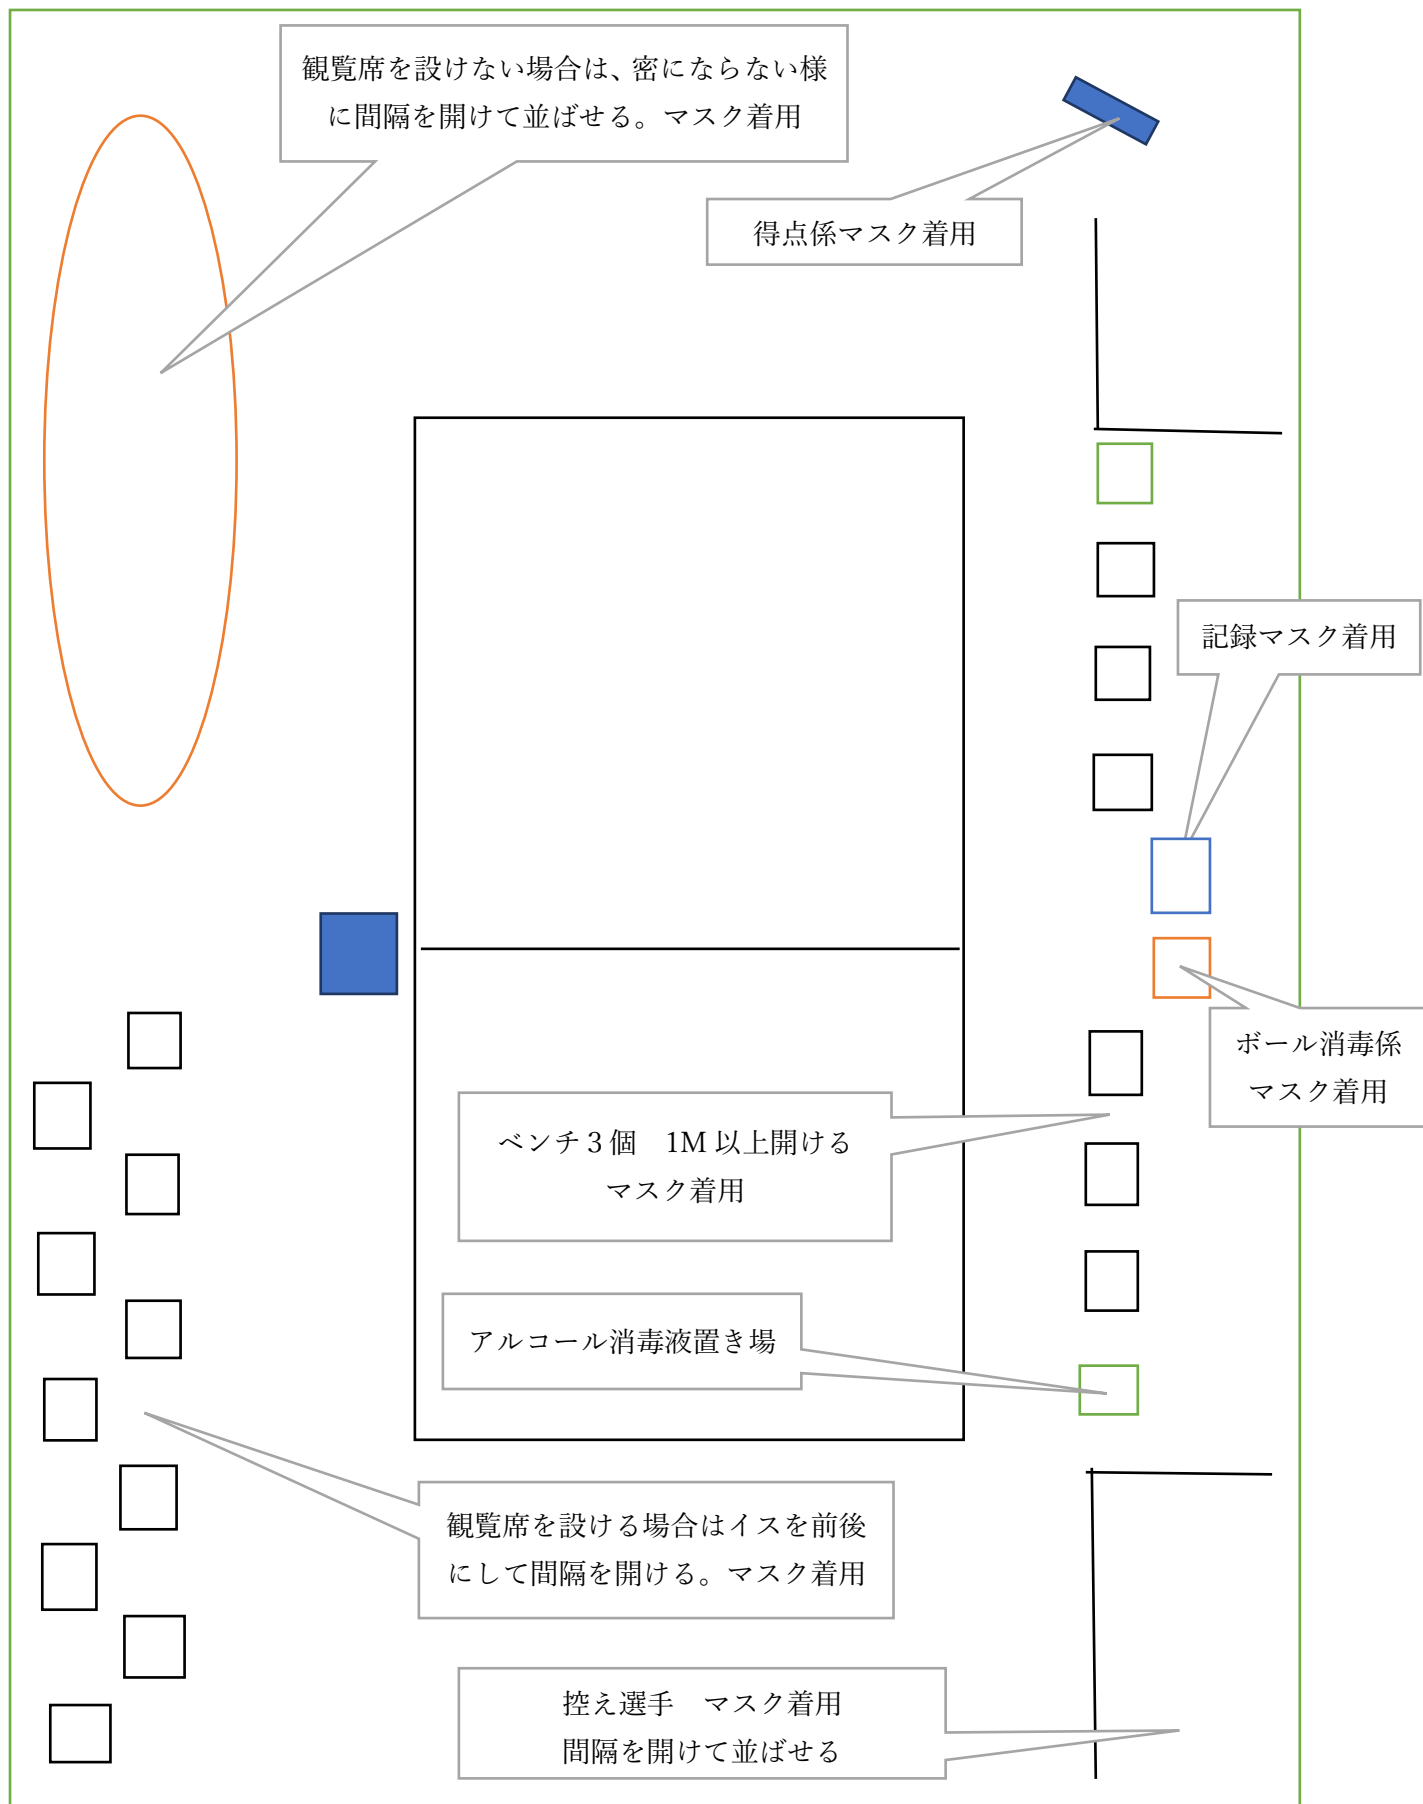 観覧席を設けない場合は、密にならない様
に間隔を開けて並ばせる。マスク着用
得点係マスク着用
記録マスク着用
ボール消毒係
マスク着用
ベンチ３個　1M 以上開ける
マスク着用
アルコール消毒液置き場
観覧席を設ける場合はイスを前後
にして間隔を開ける。マスク着用
控え選手　マスク着用
間隔を開けて並ばせる